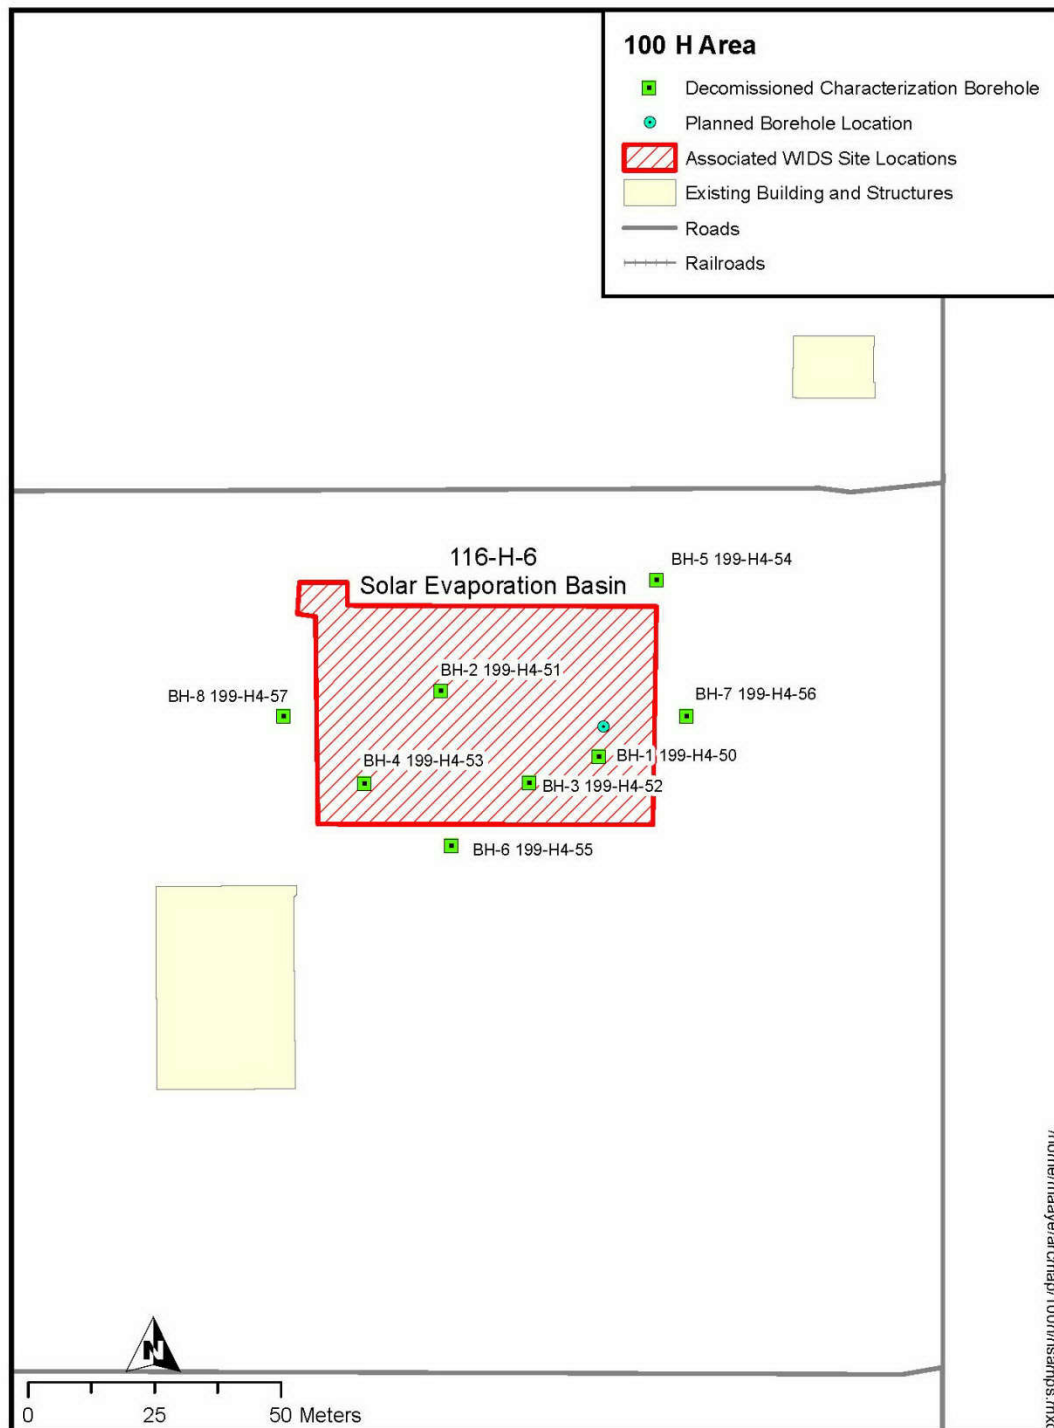 100 H Area
Decomissioned Characterization Borehole
Planned Borehole Location
Associated WIDS Site Locations
Existing Building and Structures
Roads
Railroads
116-H-6
Solar Evaporation Basin
BH-5 199-H4-54
BH-2 199-H4-51
BH-8 199-H4-57
BH-7 199-H4-56
BH-1 199-H4-50
BH-4 199-H4-53
BH-3 199-H4-52
BH-6 199-H4-55
N
0 25 50 Meters